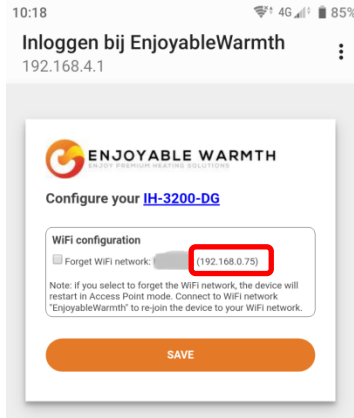 10:18 4G 85%
Inloggen bij EnjoyableWarmth
192.168.4.1
ENJOYABLE WARMTH
ENJOY PREMIUM HEATING SOLUTIONS
Configure your IH-3200-DG
WiFi configuration
Forget WiFi network: (192.168.0.75)
Note: if you select to forget the WiFi network, the device will
restart in Access Point mode. Connect to WiFi network
"EnjoyableWarmth" to re-join the device to your WiFi network.
SAVE